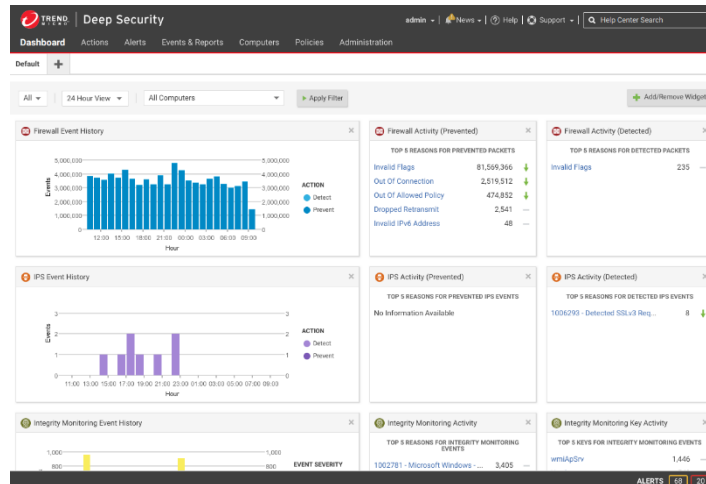 TREND MICRO | Deep Security
admin | News | Help | Support | Help Center Search
Dashboard Actions Alerts Events & Reports Computers Policies Administration
Default
All 24 Hour View All Computers Apply Filter Add/Remove Widget
Firewall Event History
5,000,000 5,000,000
4,000,000 4,000,000
3,000,000 3,000,000
2,000,000 2,000,000
1,000,000 1,000,000
0 0
Events
12:00 15:00 18:00 21:00 00:00 03:00 06:00 09:00
Hour
ACTION
Detect
Prevent
Firewall Activity (Prevented)
TOP 5 REASONS FOR PREVENTED PACKETS
Invalid Flags 81,569,366
Out Of Connection 2,519,512
Out Of Allowed Policy 474,852
Dropped Retransmit 2,541
Invalid IPv6 Address 48
Firewall Activity (Detected)
TOP 5 REASONS FOR DETECTED PACKETS
Invalid Flags 235
IPS Event History
3 3
2 2
1 1
0 0
Events
11:00 13:00 15:00 17:00 19:00 21:00 23:00 01:00 03:00 05:00 07:00 09:00
Hour
ACTION
Detect
Prevent
IPS Activity (Prevented)
TOP 5 REASONS FOR PREVENTED IPS EVENTS
No Information Available
IPS Activity (Detected)
TOP 5 REASONS FOR DETECTED IPS EVENTS
1006293 - Detected SSLv3 Req... 8
Integrity Monitoring Event History
1,000 1,000
800 800
EVENT SEVERITY
Integrity Monitoring Activity
TOP 5 REASONS FOR INTEGRITY MONITORING
EVENTS
1002781 - Microsoft Windows - ... 3,405
Integrity Monitoring Key Activity
TOP 5 KEYS FOR INTEGRITY MONITORING EVENTS
wmiApSrv 1,446
ALERTS 68 20